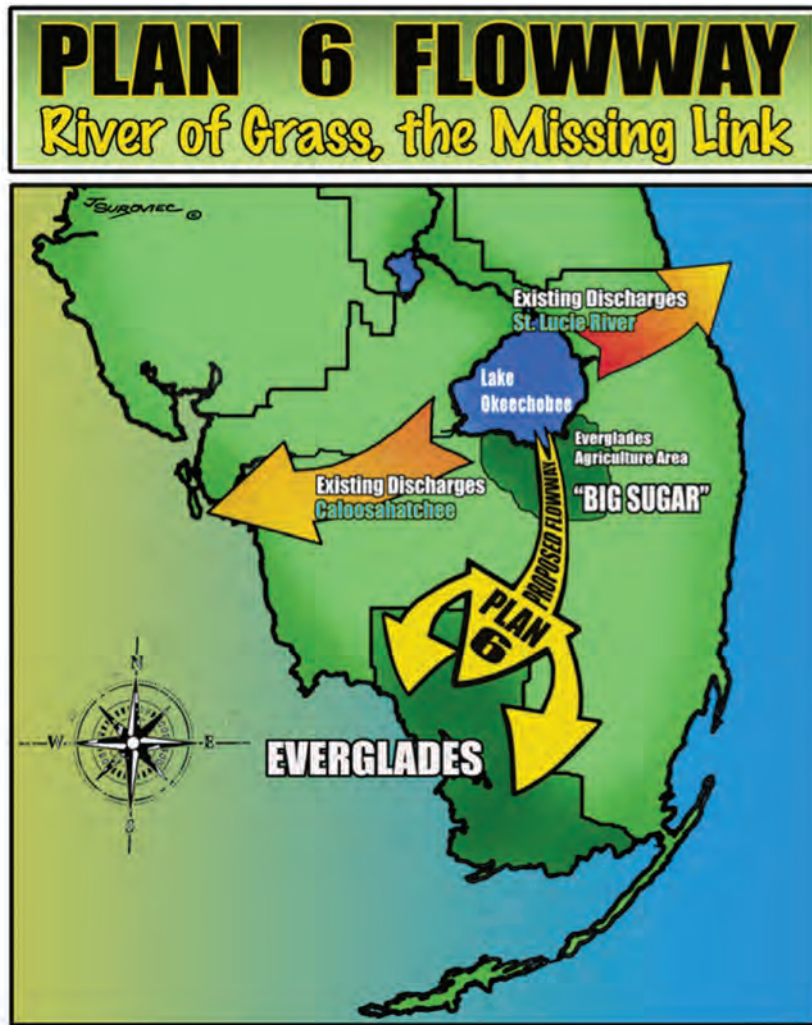 PLAN 6 FLOWWAY
River of Grass, the Missing Link
J SUROVIEC ©
Existing Discharges
St. Lucie River
Lake
Okeechobee
Everglades
Agriculture Area
"BIG SUGAR"
Existing Discharges
Caloosahatchee
PROPOSED FLOWWAY
PLAN
6
N
W
E
S
EVERGLADES